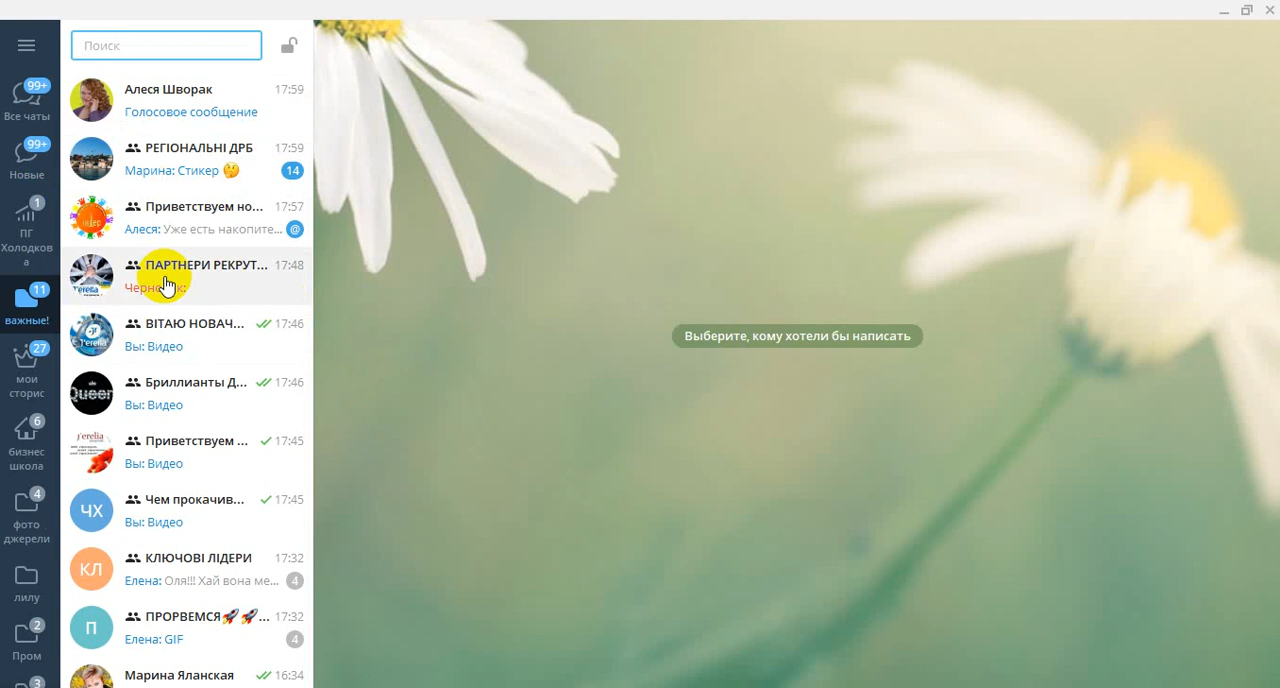 Поиск
99+
Все чаты
99+
Новые
1
ПГ
Холодков
а
11
важные!
27
мои
сторис
6
бизнес
школа
4
фото
джерели
лилу
2
Пром
3
Алеся Шворак 17:59
Голосовое сообщение
РЕГІОНАЛЬНІ ДРБ 17:59
Марина: Стикер 🤔 14
Приветствуем но... 17:57
Алеся: Уже есть накопите... @
ПАРТНЕРИ РЕКРУТ... 17:48
ВІТАЮ НОВАЧ... 17:46
Вы: Видео
Бриллианты Д... 17:46
Вы: Видео
Queen
Приветствуем ... 17:45
Вы: Видео
Чем прокачив... 17:45
Вы: Видео
ЧХ
КЛЮЧОВІ ЛІДЕРИ 17:32
Елена: Оля!!! Хай вона ме... 4
КЛ
ПРОРВЕМСЯ🚀🚀... 17:32
Елена: GIF 4
П
Марина Яланская 16:34
Выберите, кому хотели бы написать